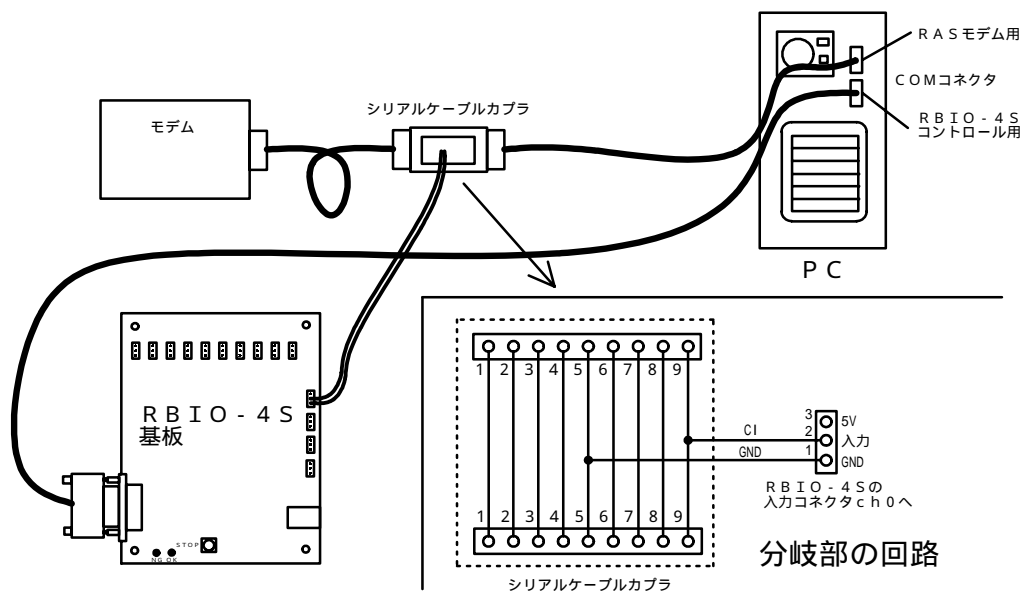 RASモデム用
COMコネクタ
RBIO-4S
コントロール用
シリアルケーブルカプラ
モデム
PC
RBIO-4S
基板
STOP
NG OK
1 2 3 4 5 6 7 8 9
3 5V
CI 2 入力
GND 1 GND
RBIO-4Sの
入力コネクタch0へ
1 2 3 4 5 6 7 8 9
分岐部の回路
シリアルケーブルカプラ